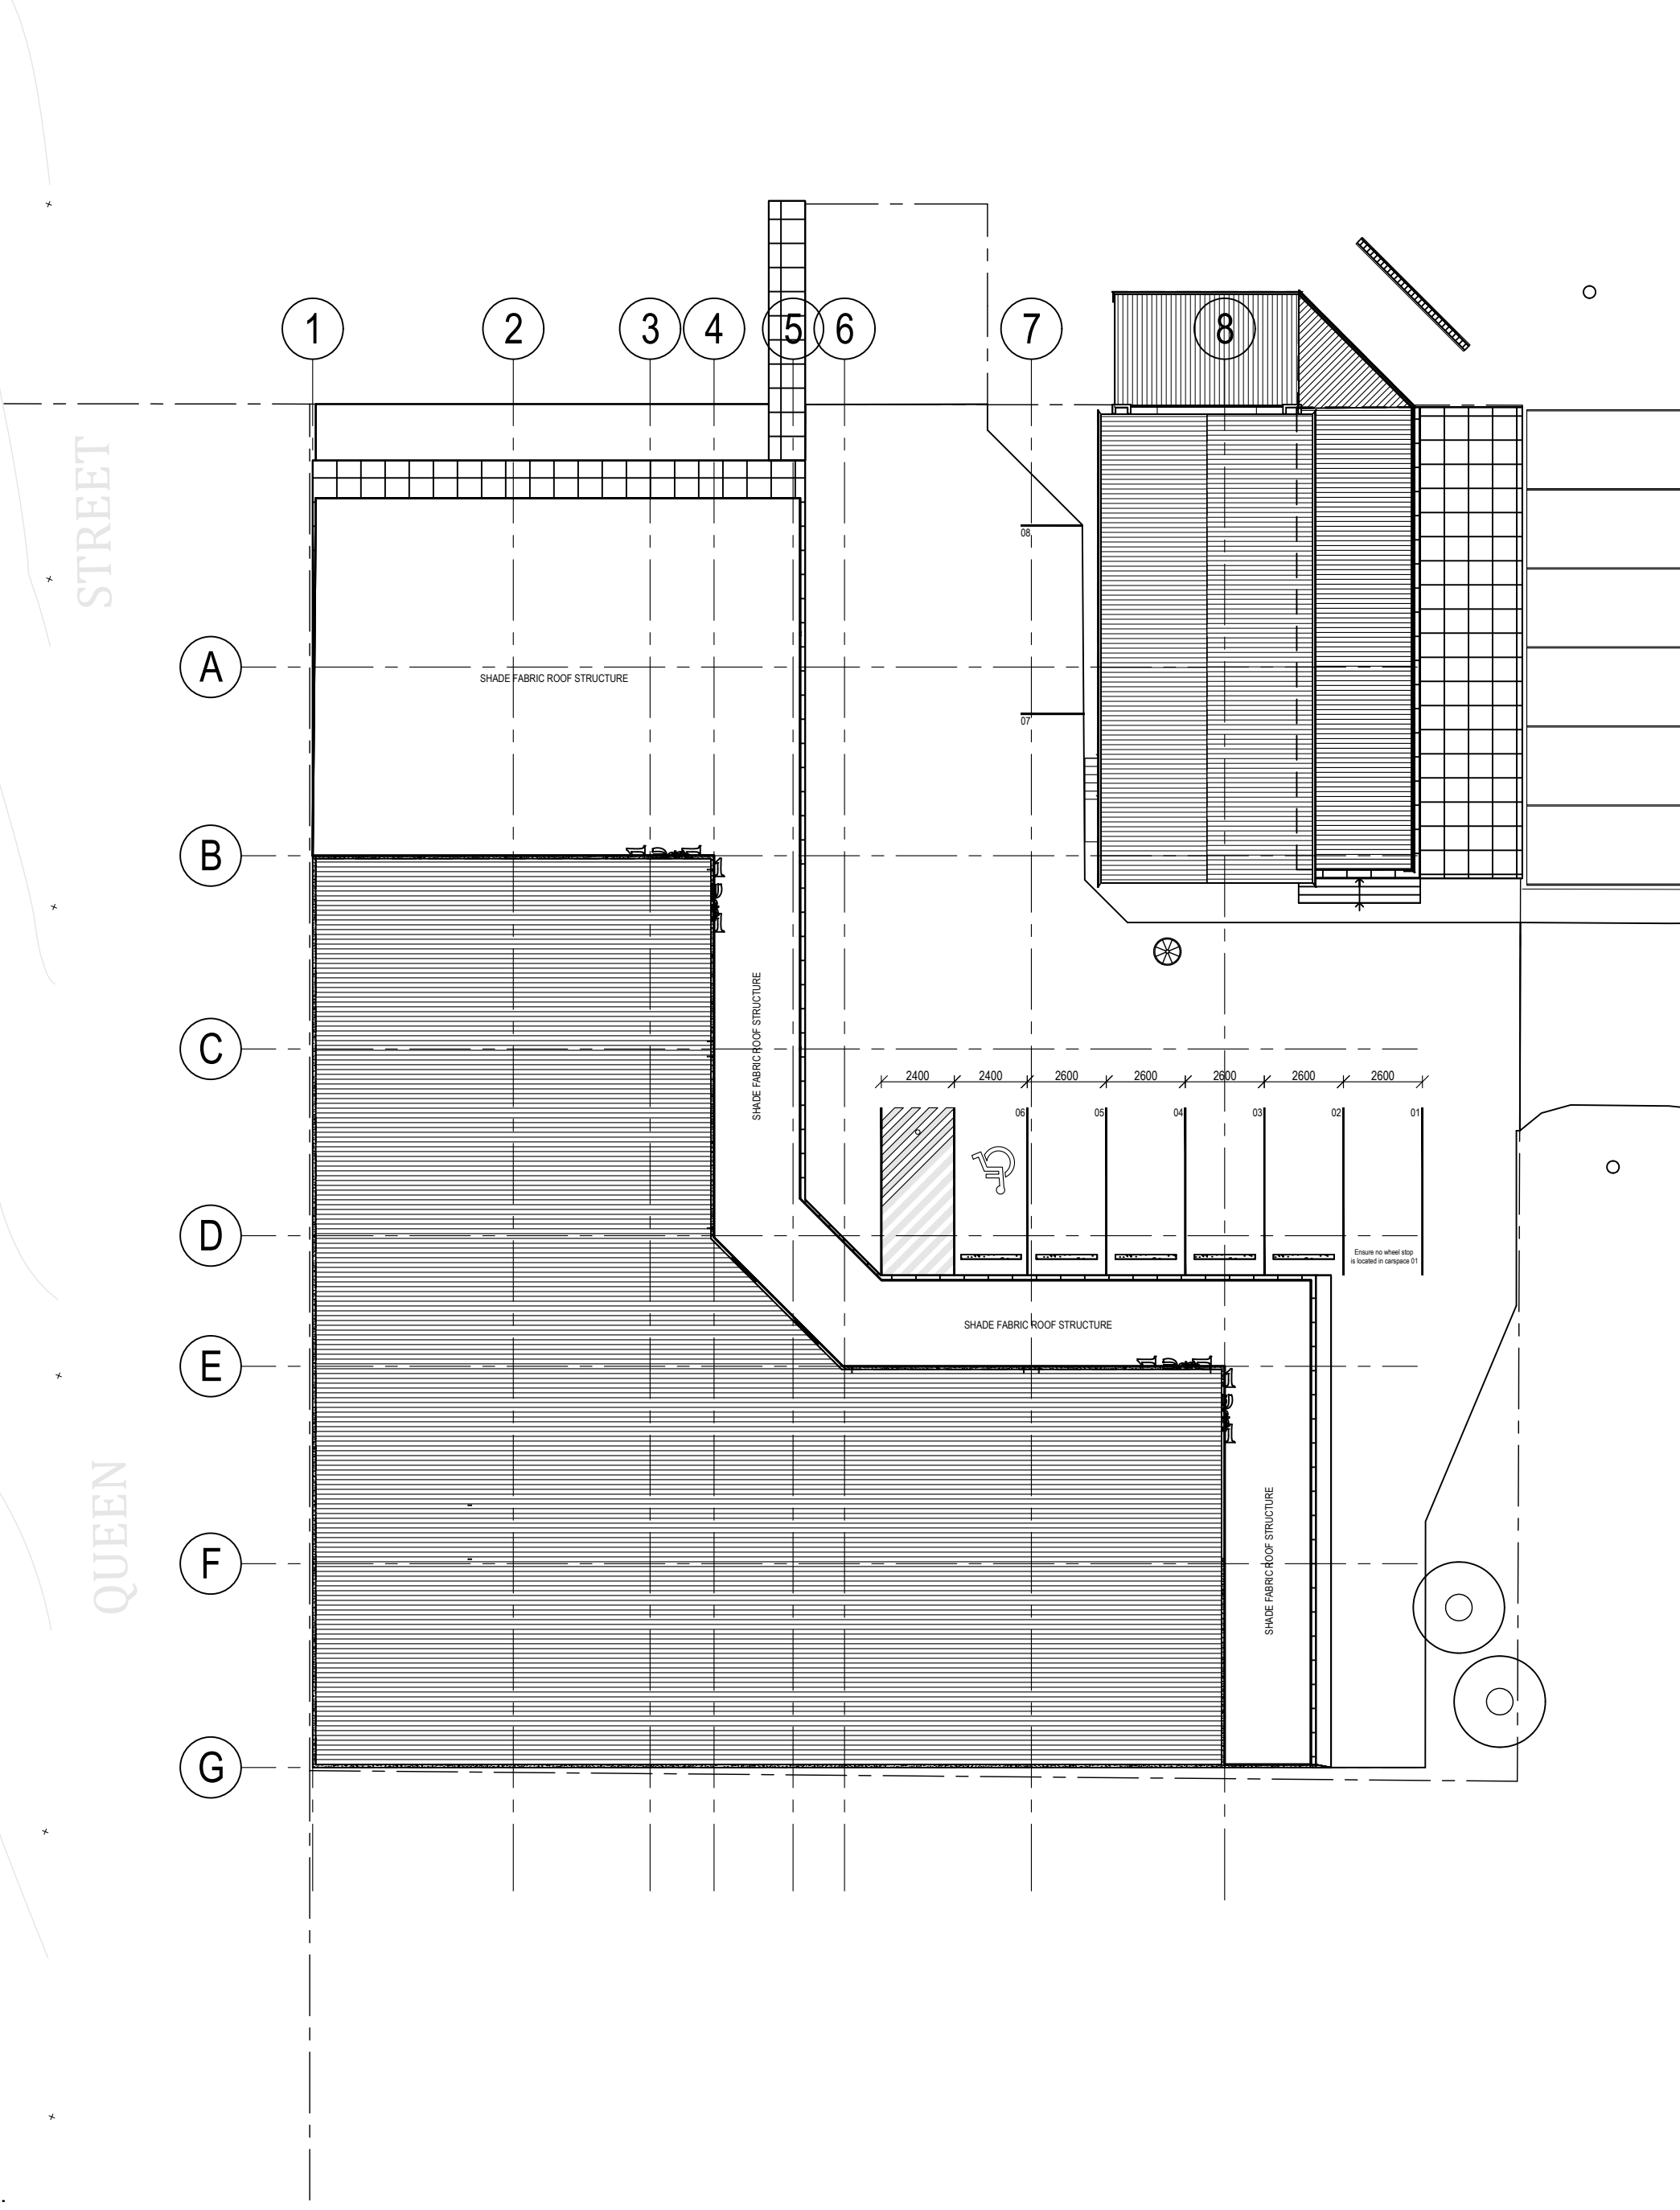 1
2
3
4
5
6
7
8
STREET
08
A
SHADE FABRIC ROOF STRUCTURE
07
B
SHADE FABRIC ROOF STRUCTURE
C
2400
2400
2600
2600
2600
2600
2600
06
05
04
03
02
01
D
Ensure no wheel stop
is located in carspace 01
SHADE FABRIC ROOF STRUCTURE
E
QUEEN
SHADE FABRIC ROOF STRUCTURE
F
G